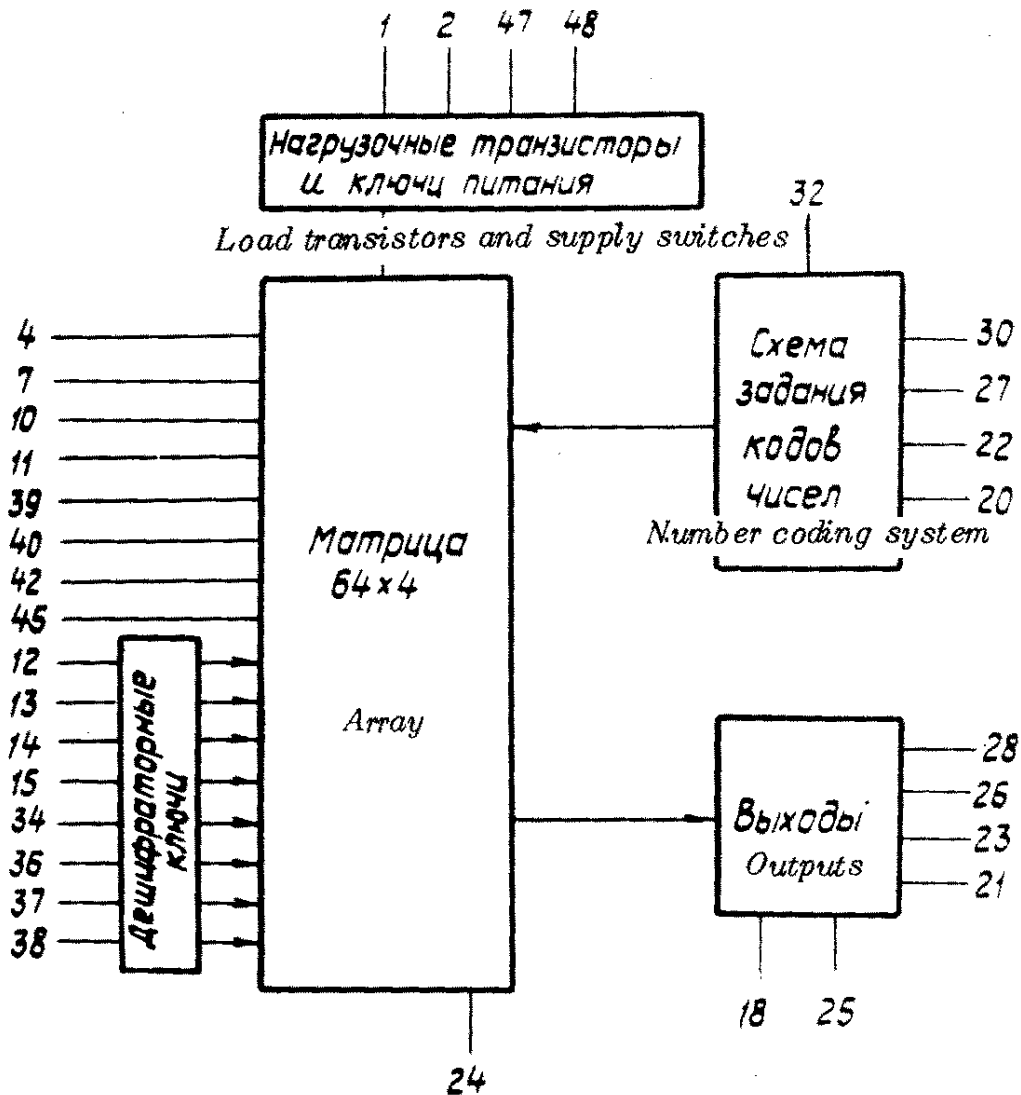 1 2 47 48
Нагрузочные транзисторы
и ключи питания
Load transistors and supply switches
32
4
7
10
11
39
40
42
45
12
13
14
15
34
36
37
38
Дешифраторные
ключи
Матрица
64×4
Array
24
Схема
задания
кодов
чисел
Number coding system
30
27
22
20
Выходы
Outputs
28
26
23
21
18 25